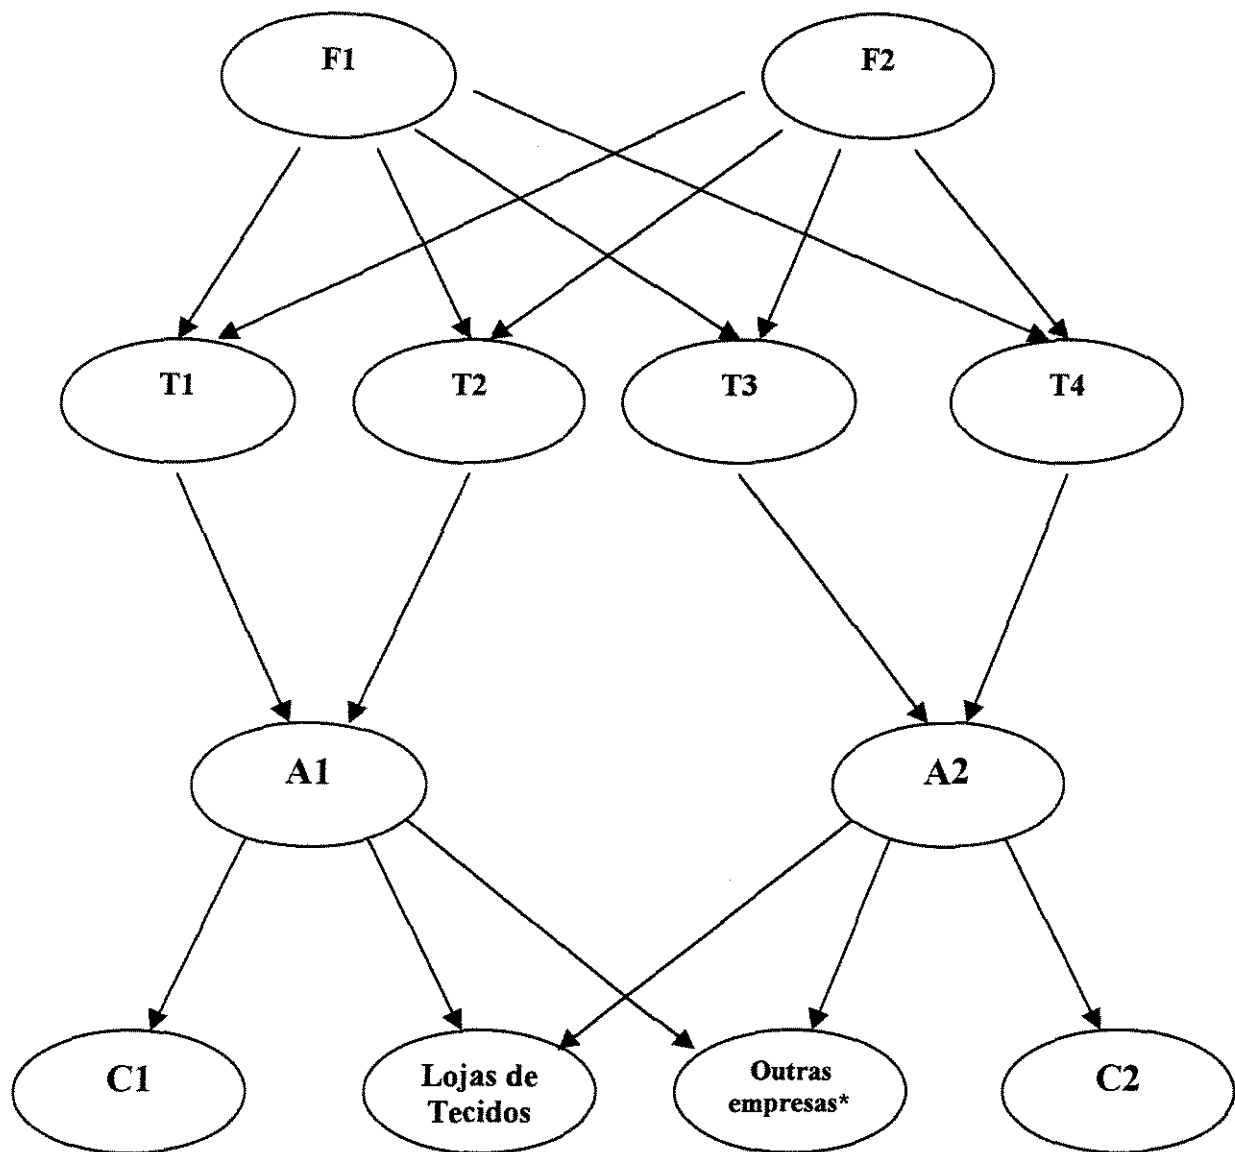 F1
F2
T1
T2
T3
T4
A1
A2
C1
Lojas de
Tecidos
Outras
empresas*
C2